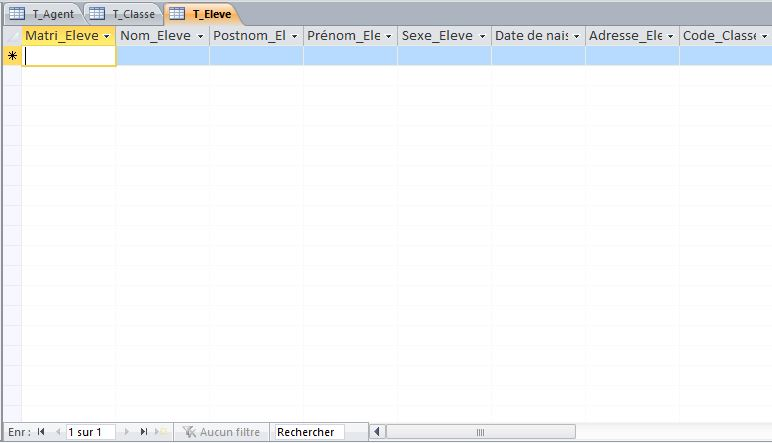 T_Agent T_Classe T_Eleve
Matri_Eleve Nom_Eleve Postnom_El Prénom_Ele Sexe_Eleve Date de nais Adresse_Ele Code_Classe
Enr : 1 sur 1 Aucun filtre Rechercher